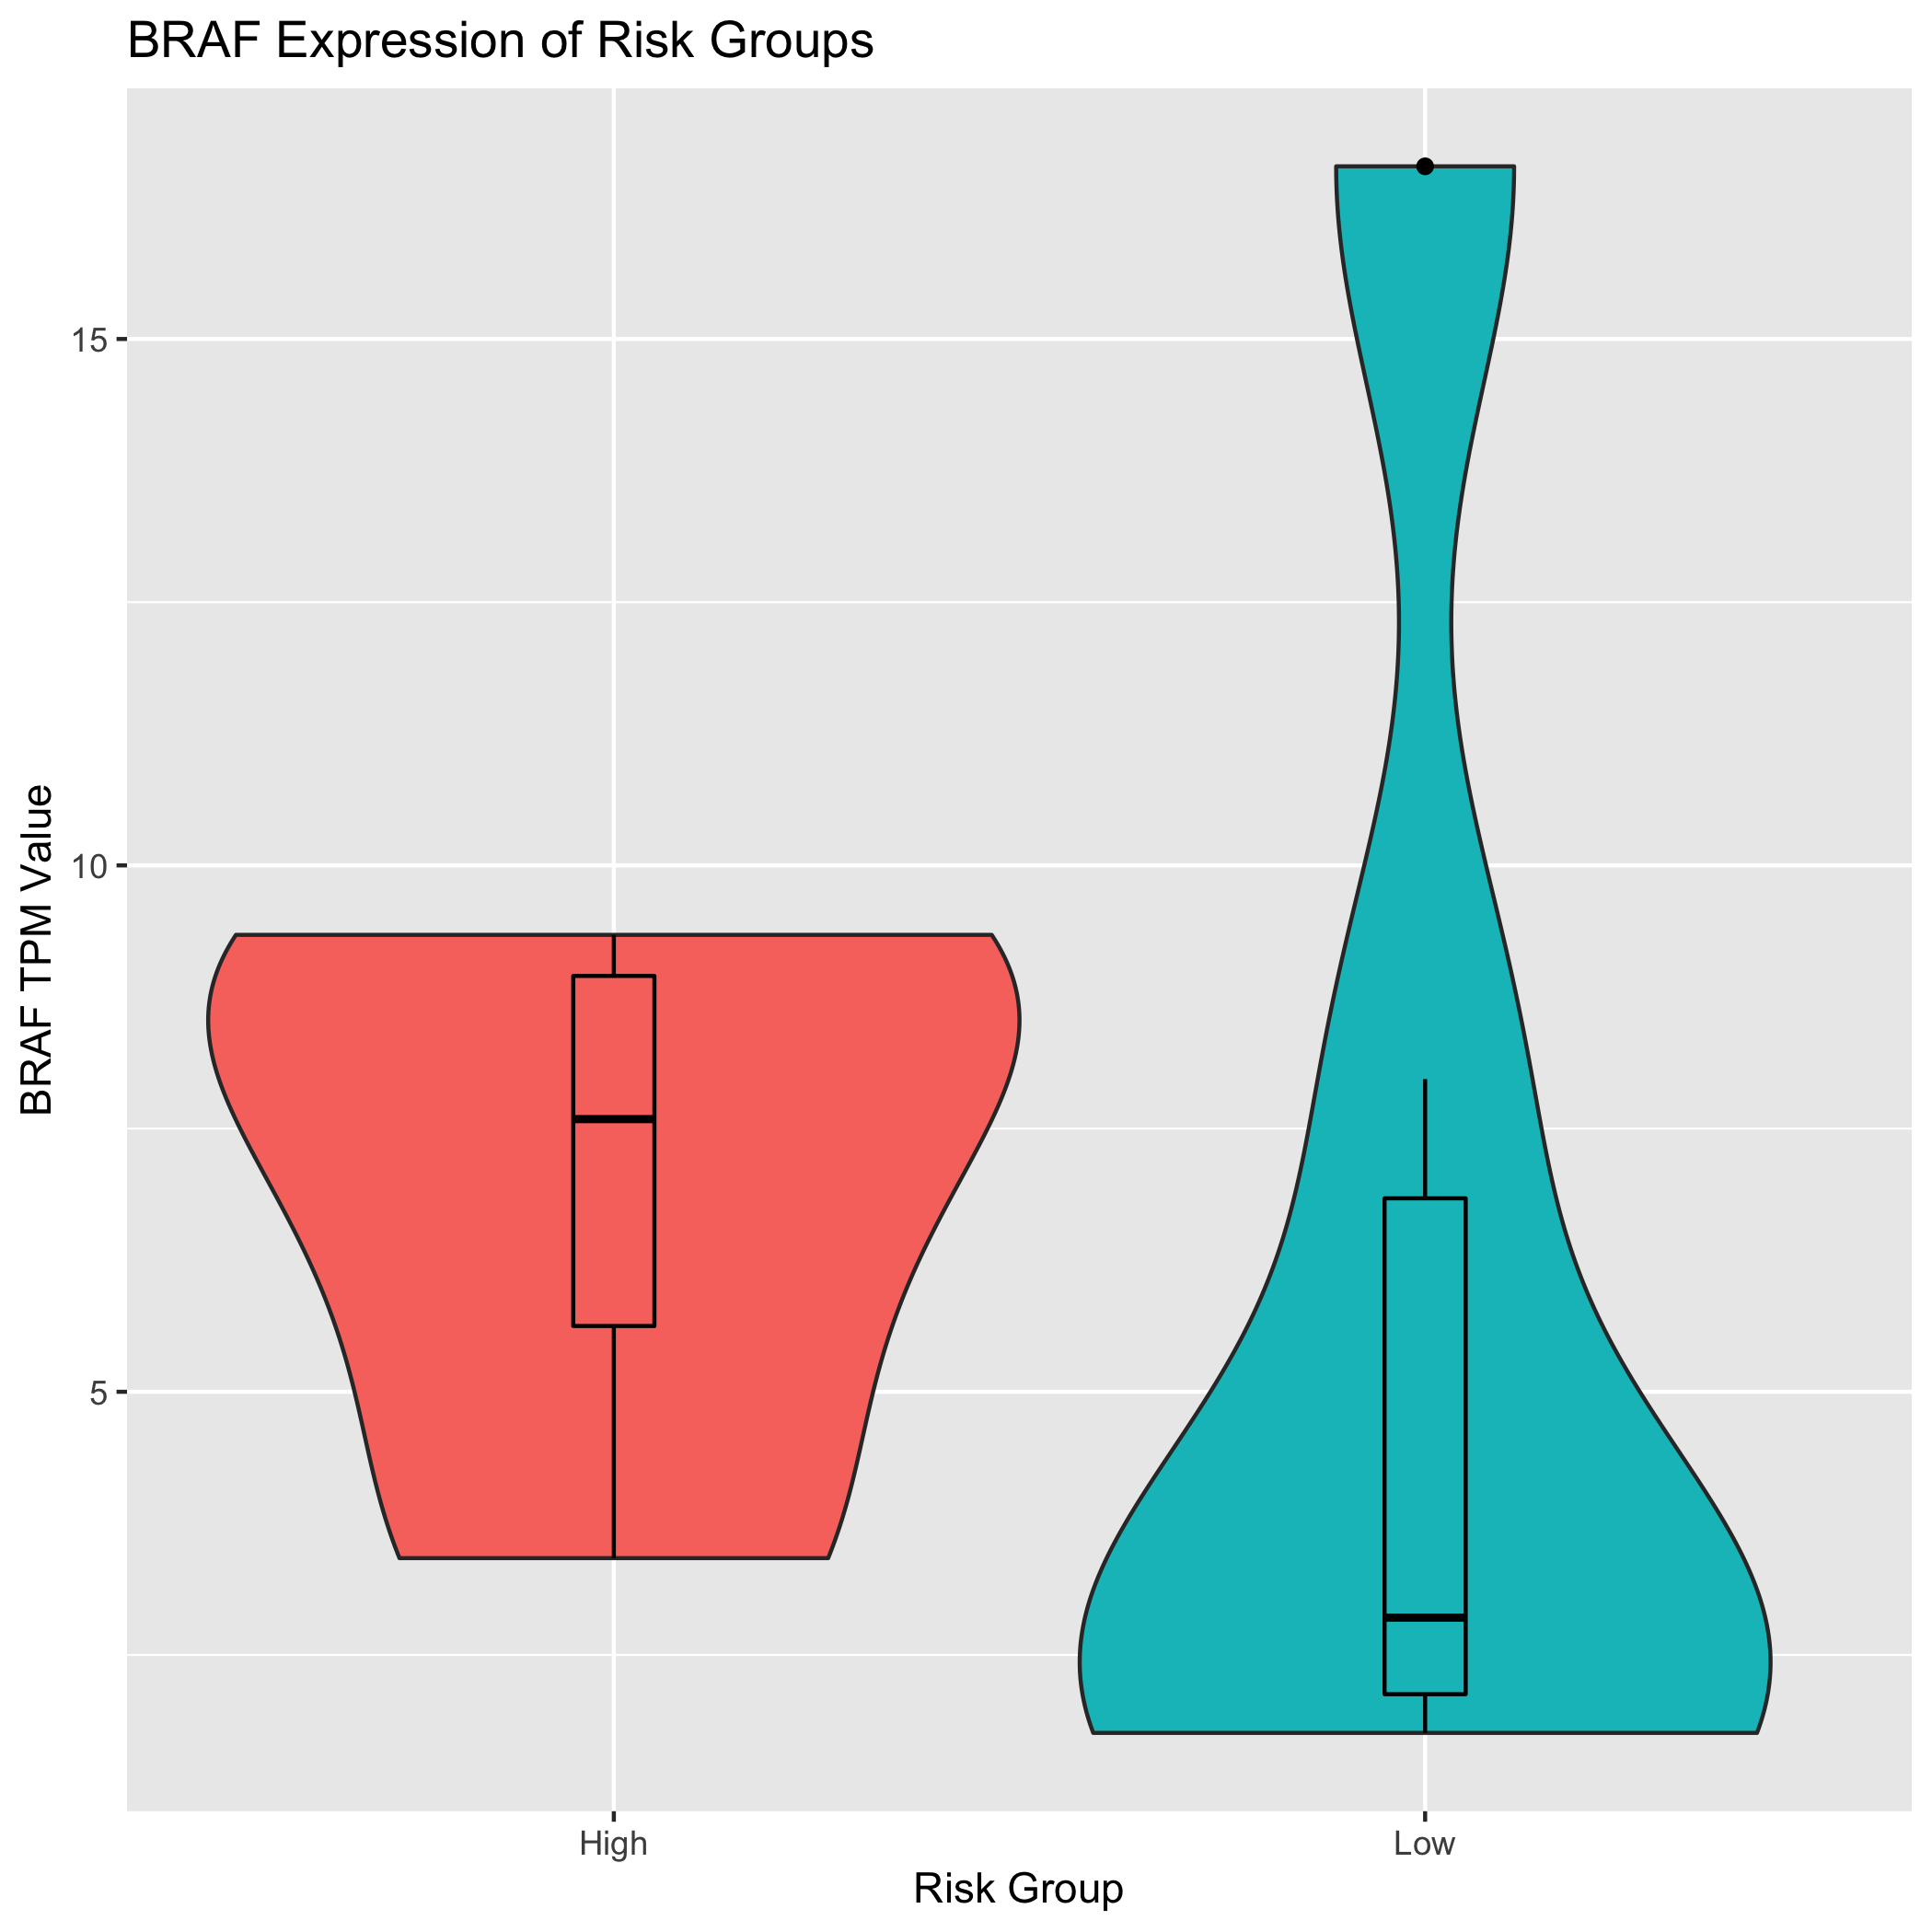 BRAF Expression of Risk Groups
BRAF TPM Value
15
10
5
High
Low
Risk Group